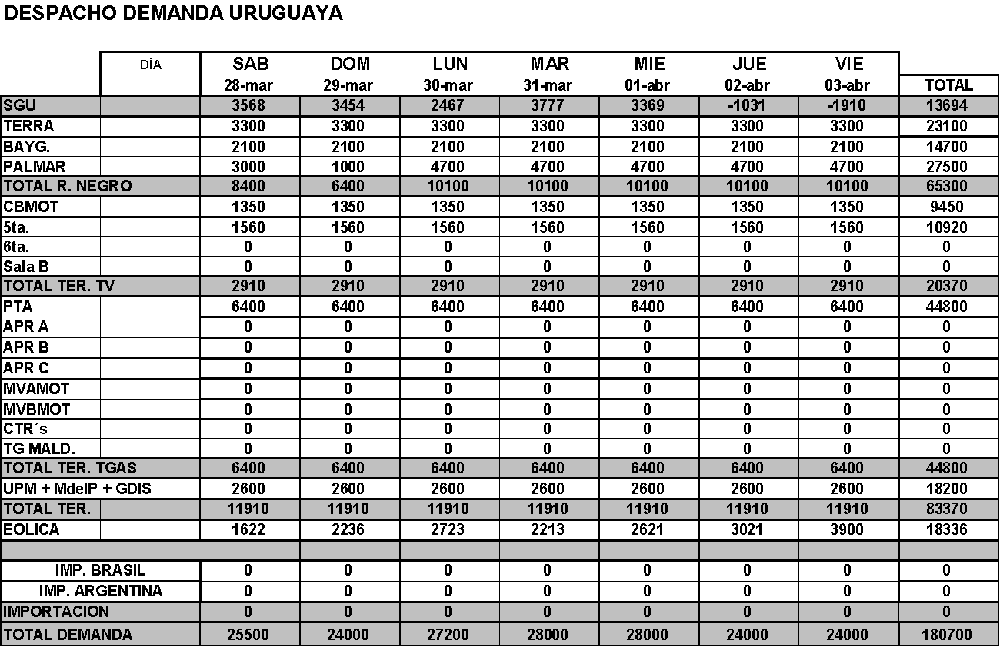 DESPACHO DEMANDA URUGUAYA
DÍA SAB DOM LUN MAR MIE JUE VIE
28-mar 29-mar 30-mar 31-mar 01-abr 02-abr 03-abr TOTAL
SGU 3568 3454 2467 3777 3369 -1031 -1910 13694
TERRA 3300 3300 3300 3300 3300 3300 3300 23100
BAYG. 2100 2100 2100 2100 2100 2100 2100 14700
PALMAR 3000 1000 4700 4700 4700 4700 4700 27500
TOTAL R. NEGRO 8400 6400 10100 10100 10100 10100 10100 65300
CBMOT 1350 1350 1350 1350 1350 1350 1350 9450
5ta. 1560 1560 1560 1560 1560 1560 1560 10920
6ta. 0 0 0 0 0 0 0 0
Sala B 0 0 0 0 0 0 0 0
TOTAL TER. TV 2910 2910 2910 2910 2910 2910 2910 20370
PTA 6400 6400 6400 6400 6400 6400 6400 44800
APR A 0 0 0 0 0 0 0 0
APR B 0 0 0 0 0 0 0 0
APR C 0 0 0 0 0 0 0 0
MVAMOT 0 0 0 0 0 0 0 0
MVBMOT 0 0 0 0 0 0 0 0
CTR´s 0 0 0 0 0 0 0 0
TG MALD. 0 0 0 0 0 0 0 0
TOTAL TER. TGAS 6400 6400 6400 6400 6400 6400 6400 44800
UPM + MdelP + GDIS 2600 2600 2600 2600 2600 2600 2600 18200
TOTAL TER. 11910 11910 11910 11910 11910 11910 11910 83370
EOLICA 1622 2236 2723 2213 2621 3021 3900 18336
IMP. BRASIL 0 0 0 0 0 0 0 0
IMP. ARGENTINA 0 0 0 0 0 0 0 0
IMPORTACION 0 0 0 0 0 0 0 0
TOTAL DEMANDA 25500 24000 27200 28000 28000 24000 24000 180700